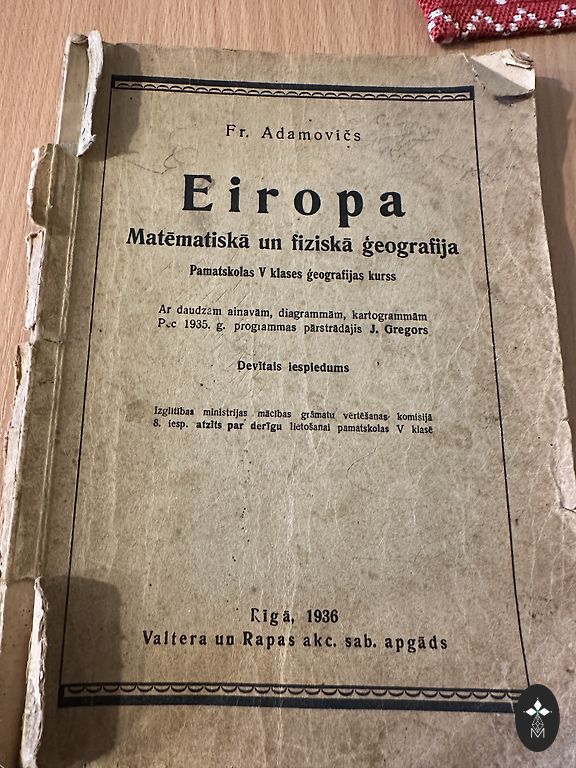 Fr. Adamovičs
Eiropa
Matēmatiskā un fiziskā ģeografija
Pamatskolas V klases ģeografijas kurss
Ar daudzām ainavām, diagrammām, kartogrammām
Pēc 1935. g. programmas pārstrādājis J. Gregors
Devītais iespiedums
Izglītības ministrijas mācības grāmatu vērtēšanas komisijā
8. iesp. atzīts par derīgu lietošanai pamatskolas V klasē
Rīgā, 1936
Valtera un Rapas akc. sab. apgāds
M